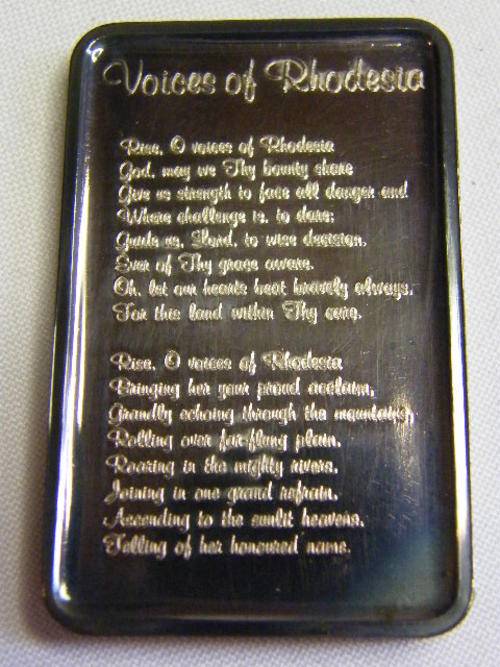 Voices of Rhodesia
Rise, O voices of Rhodesia
God, may we Thy bounty share
Give us strength to face all danger and
Where challenge is, to dare:
Guide us, Lord, to wise decision,
Ever of Thy grace aware.
Oh, let our hearts beat bravely always.
For this land within Thy care.
Rise, O voices of Rhodesia
Bringing her your proud acclaim,
Grandly echoing through the mountains,
Rolling over far-flung plain.
Roaring in the mighty rivers.
Joining in one grand refrain.
Ascending to the sunlit heavens.
Telling of her honoured name.